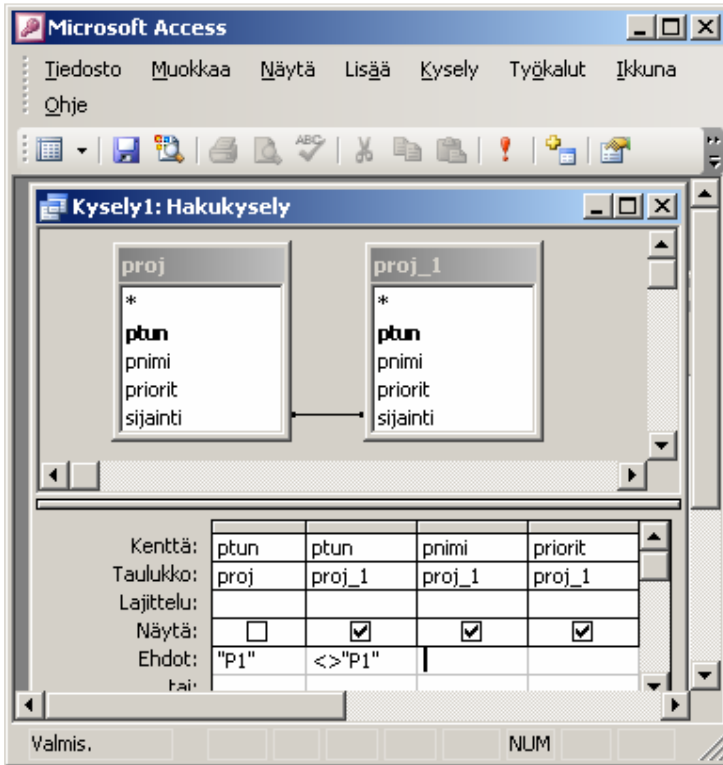 Microsoft Access
Tiedosto Muokkaa Näytä Lisää Kysely Työkalut Ikkuna
Ohje
ABC
Kysely1: Hakukysely
proj proj_1
* *
ptun ptun
pnimi pnimi
priorit priorit
sijainti sijainti
Kenttä: ptun ptun pnimi priorit
Taulukko: proj proj_1 proj_1 proj_1
Lajittelu:
Näytä:
Ehdot: "P1" <>"P1"
tai:
Valmis. NUM